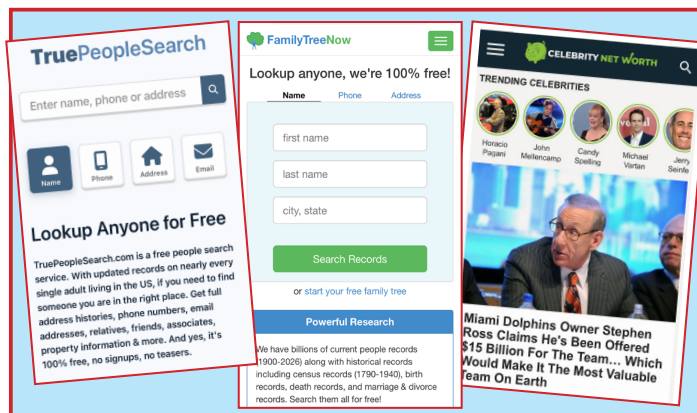 TruePeopleSearch
Enter name, phone or address
Name
Phone
Address
Email
Lookup Anyone for Free
TruePeopleSearch.com is a free people search
service. With updated records on nearly every
single adult living in the US, if you need to find
someone you are in the right place. Get full
address histories, phone numbers, email
addresses, relatives, friends, associates,
property information & more. And yes, it's
100% free, no signups, no teasers.
FamilyTreeNow
Lookup anyone, we're 100% free!
Name Phone Address
first name
last name
city, state
Search Records
or start your free family tree
Powerful Research
We have billions of current people records
(1900-2026) along with historical records
including census records (1790-1940), birth
records, death records, and marriage & divorce
records. Search them all for free!
CELEBRITY NET WORTH
TRENDING CELEBRITIES
Horacio
Pagani
John
Mellencamp
Candy
Spelling
Michael
Vartan
Jerry
Seinfe
Miami Dolphins Owner Stephen
Ross Claims He's Been Offered
$15 Billion For The Team... Which
Would Make It The Most Valuable
Team On Earth